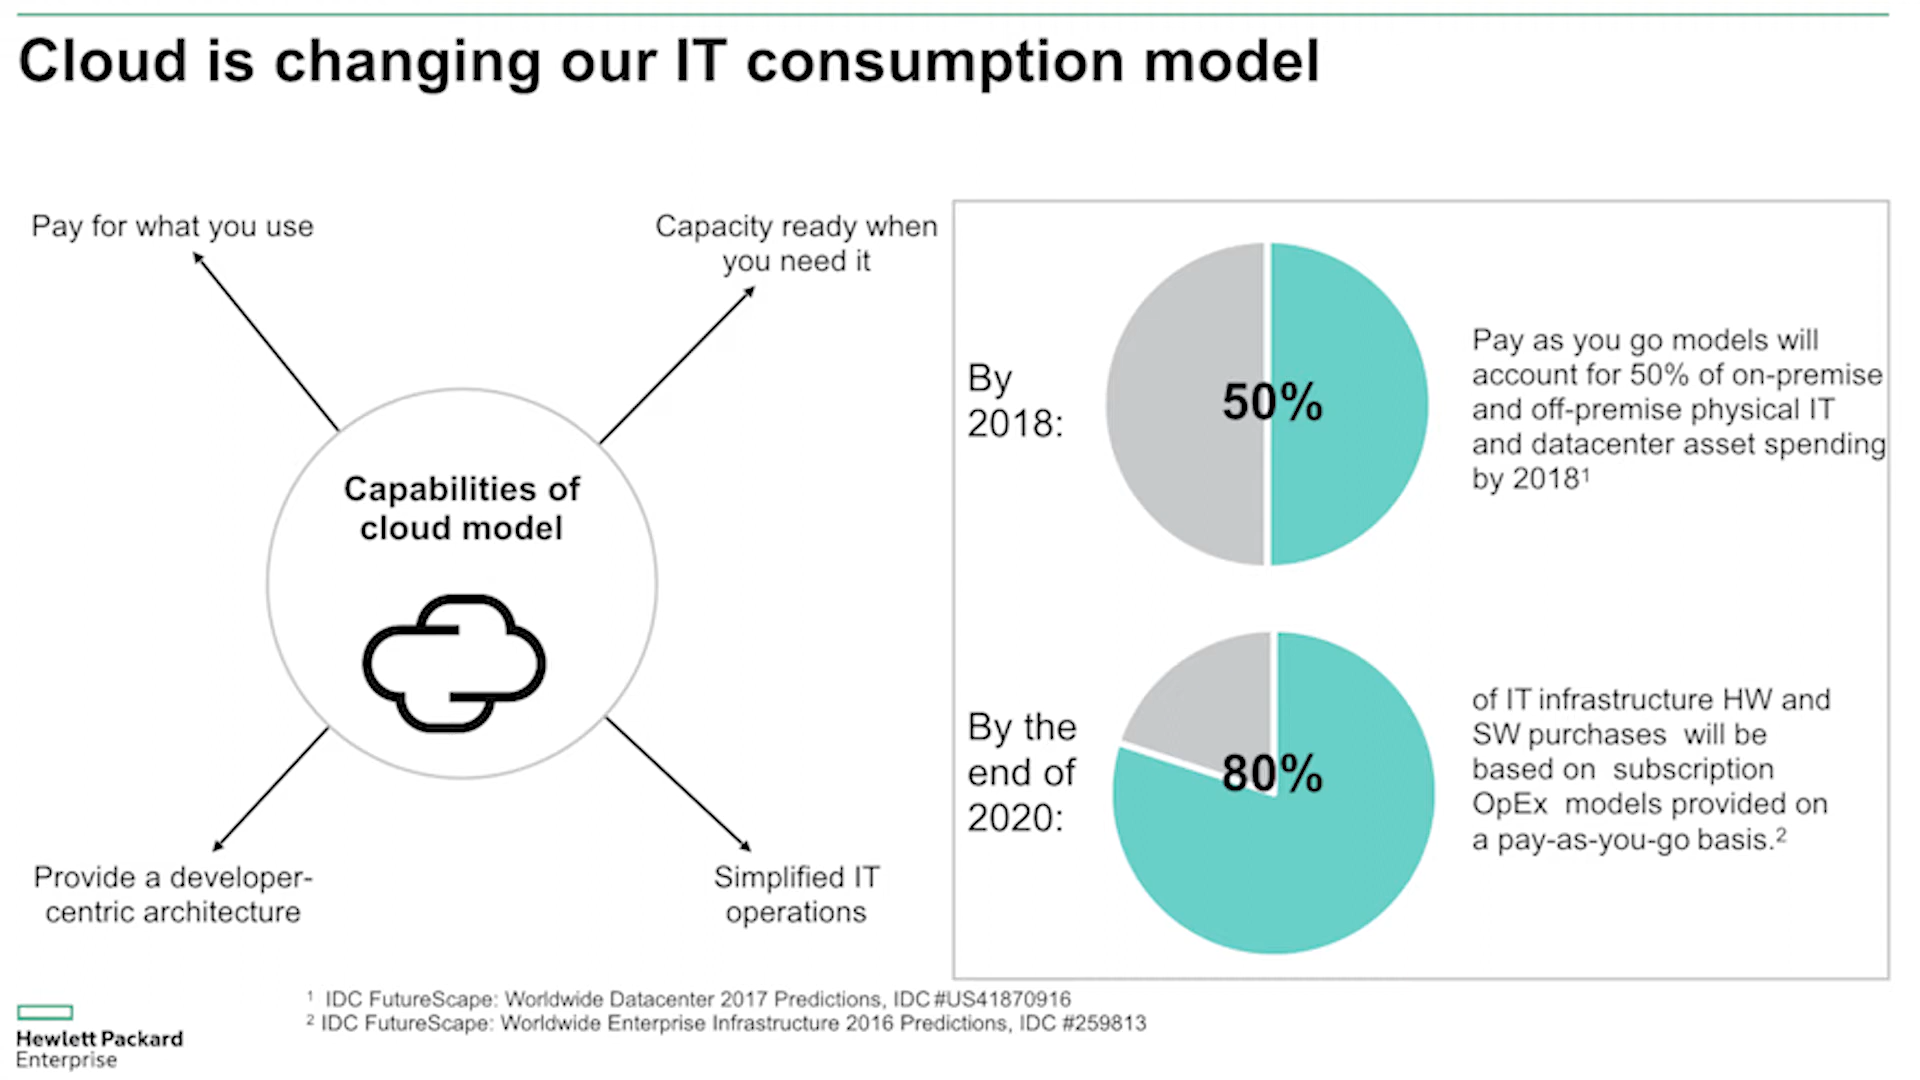 Cloud is changing our IT consumption model
Pay for what you use
Capacity ready when
you need it
Capabilities of
cloud model
Provide a developer-
centric architecture
Simplified IT
operations
By
2018:
50%
Pay as you go models will
account for 50% of on-premise
and off-premise physical IT
and datacenter asset spending
by 2018¹
By the
end of
2020:
80%
of IT infrastructure HW and
SW purchases will be
based on subscription
OpEx models provided on
a pay-as-you-go basis.²
¹ IDC FutureScape: Worldwide Datacenter 2017 Predictions, IDC #US41870916
² IDC FutureScape: Worldwide Enterprise Infrastructure 2016 Predictions, IDC #259813
Hewlett Packard
Enterprise